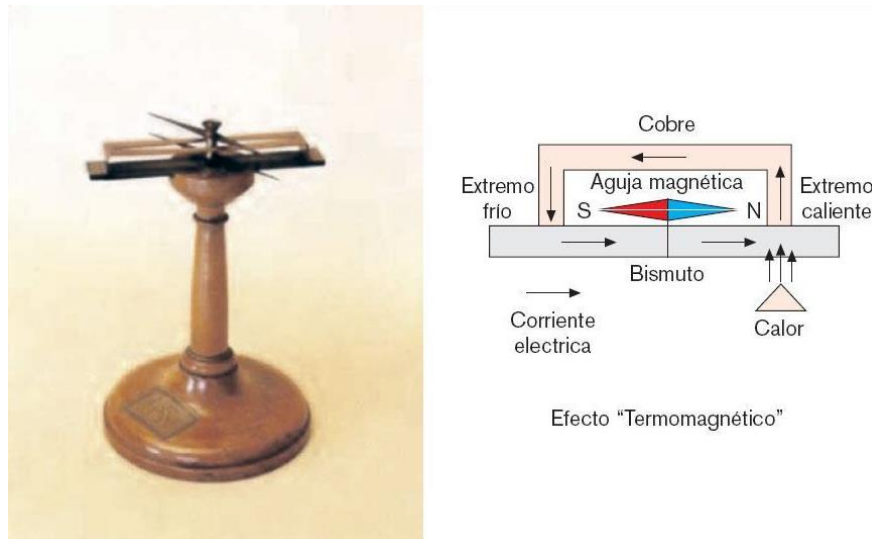 Cobre
Extremo
frío
Aguja magnética
S
N
Extremo
caliente
Bismuto
Corriente
electrica
Calor
Efecto “Termomagnético”